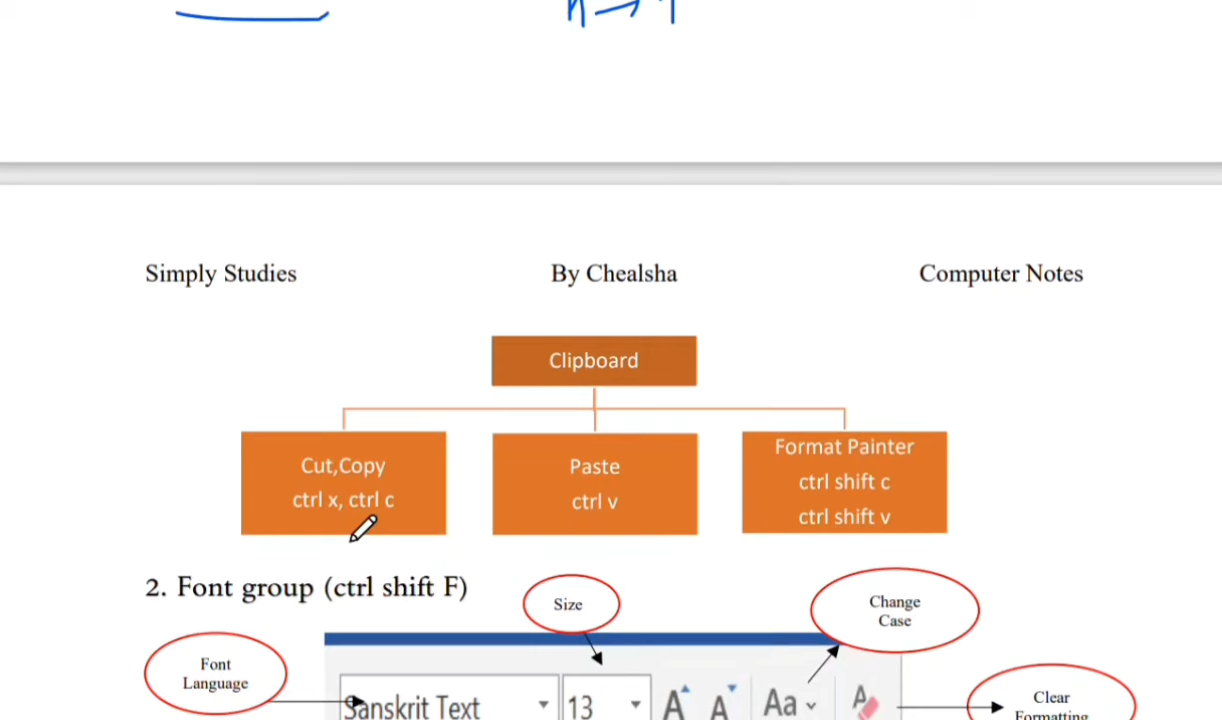 Simply Studies By Chealsha Computer Notes
Clipboard
Cut,Copy
ctrl x, ctrl c
Paste
ctrl v
Format Painter
ctrl shift c
ctrl shift v
2. Font group (ctrl shift F)
Size
Change
Case
Font
Language
Clear
Formatting
Sanskrit Text 13 A A Aa A